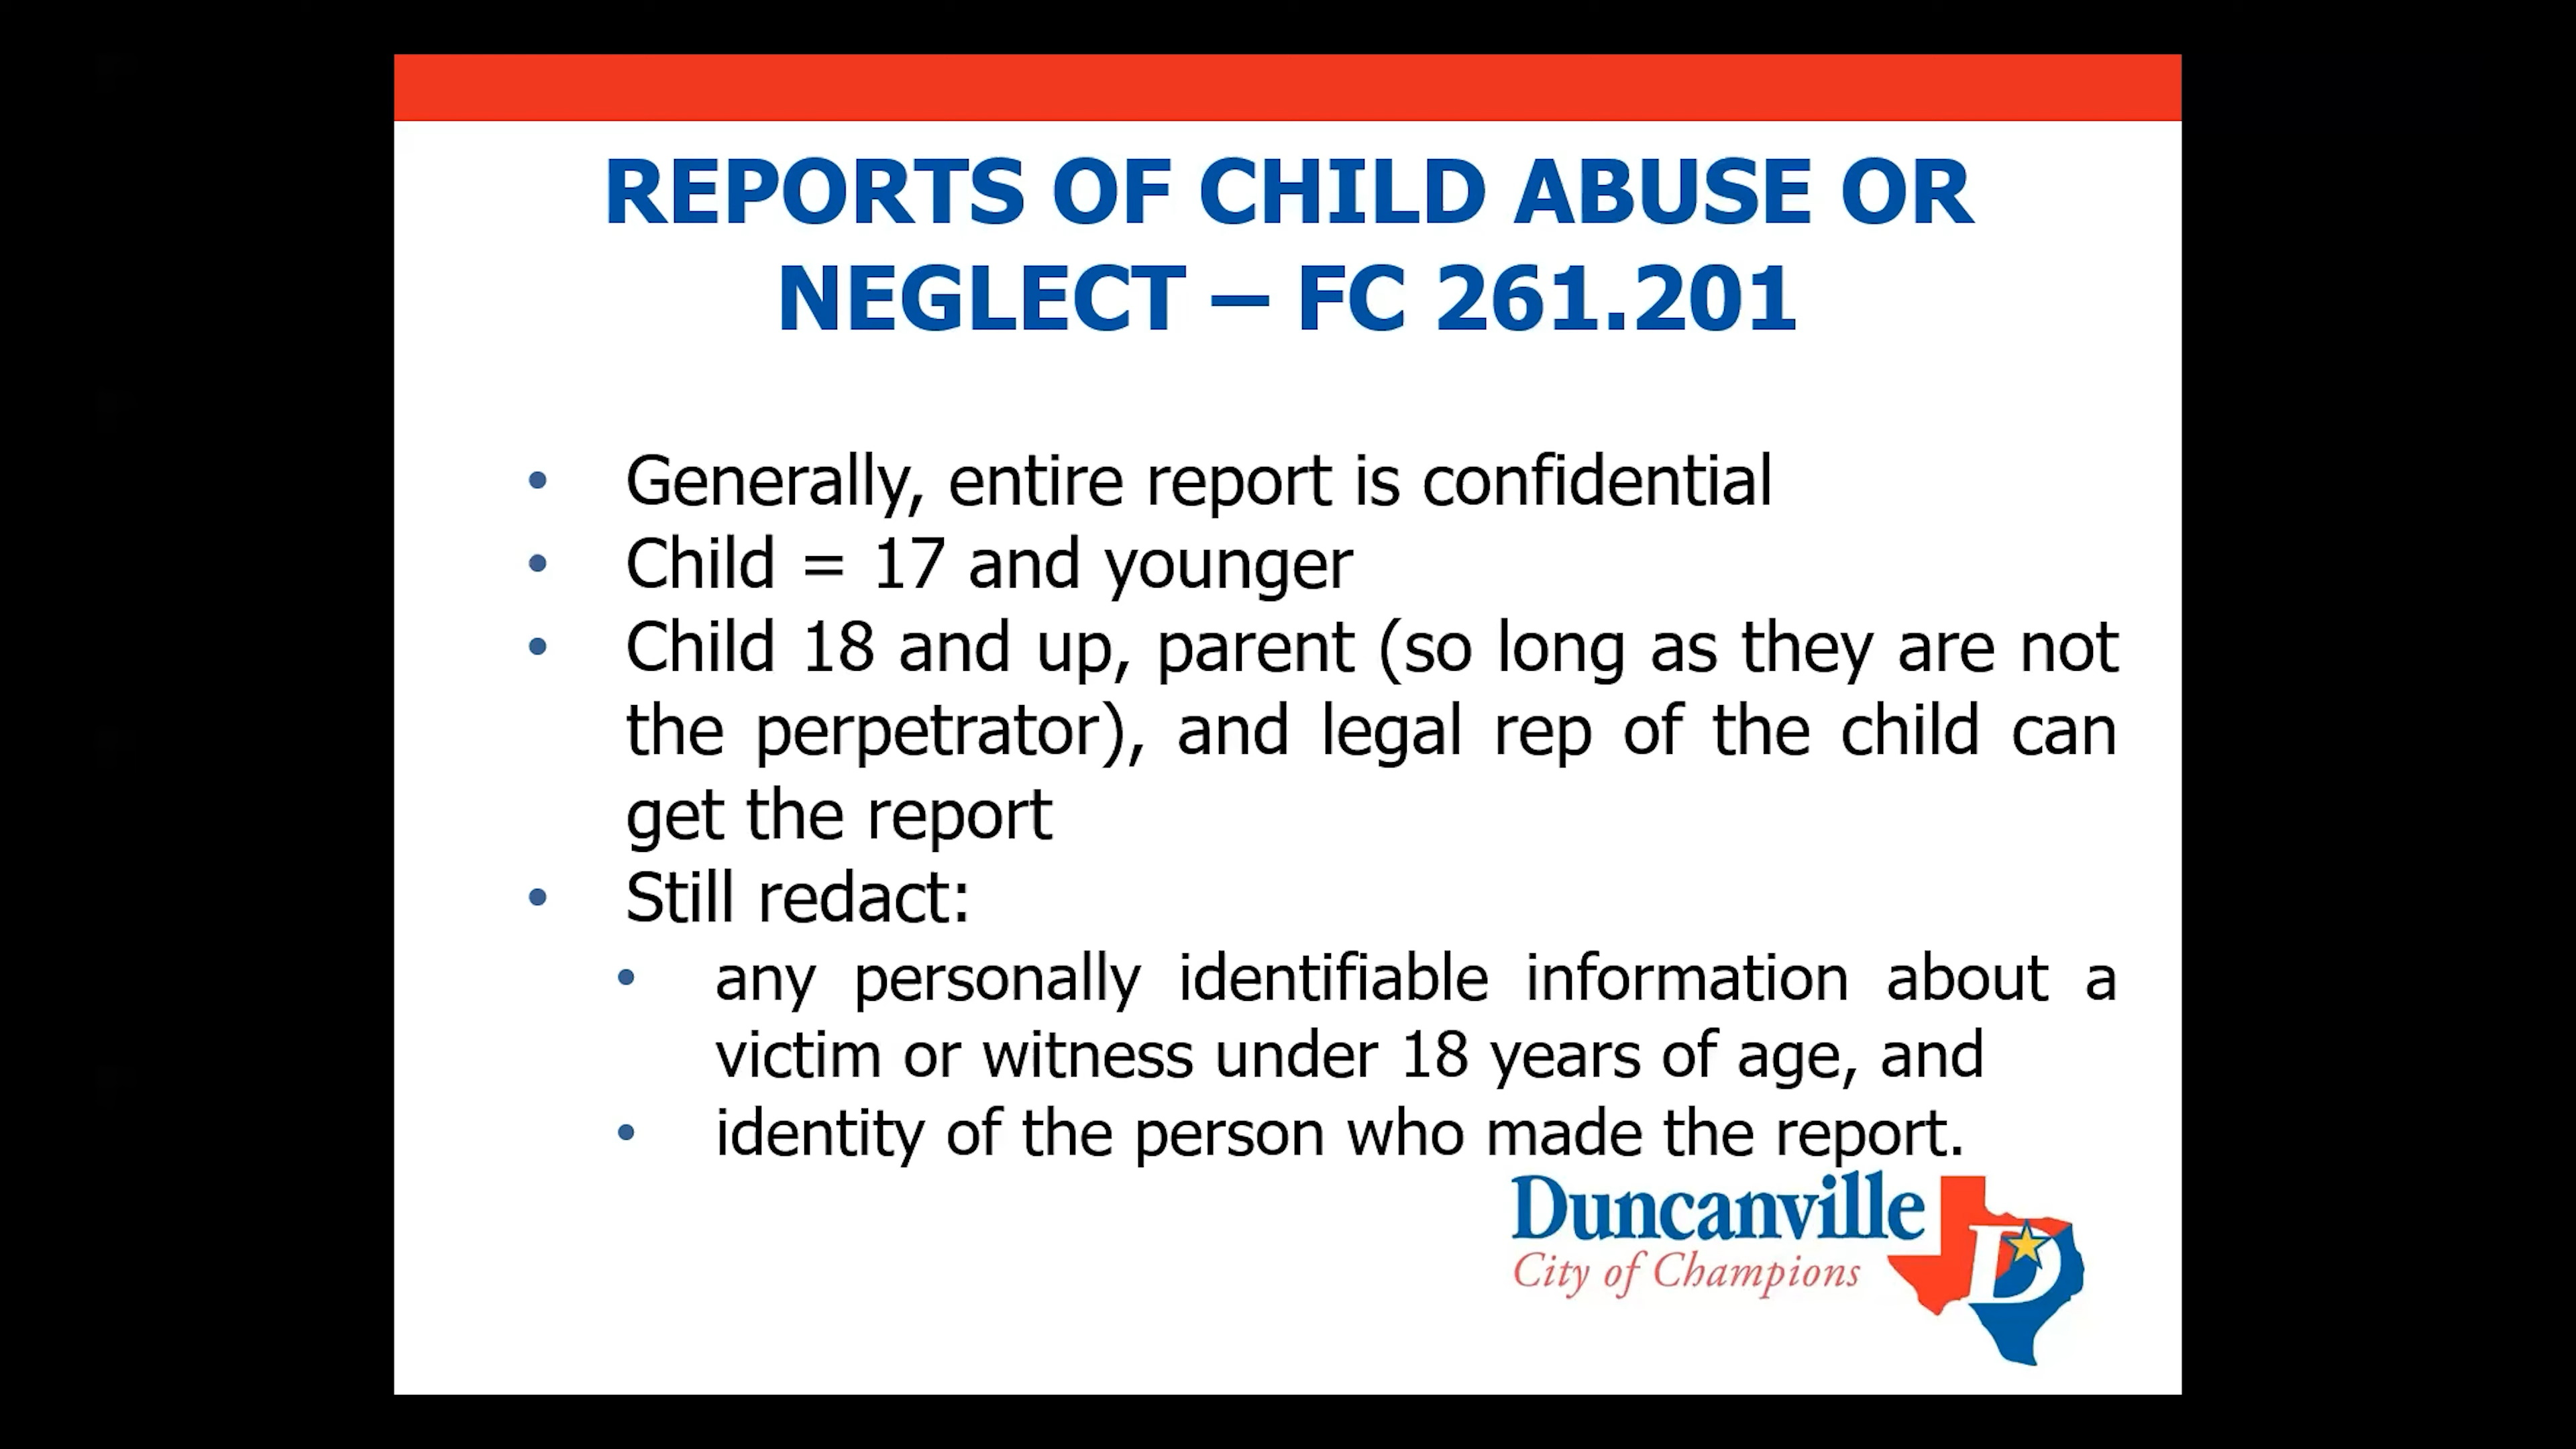 REPORTS OF CHILD ABUSE OR
NEGLECT – FC 261.201
• Generally, entire report is confidential
• Child = 17 and younger
• Child 18 and up, parent (so long as they are not
the perpetrator), and legal rep of the child can
get the report
• Still redact:
• any personally identifiable information about a
victim or witness under 18 years of age, and
• identity of the person who made the report.
Duncanville
City of Champions
D